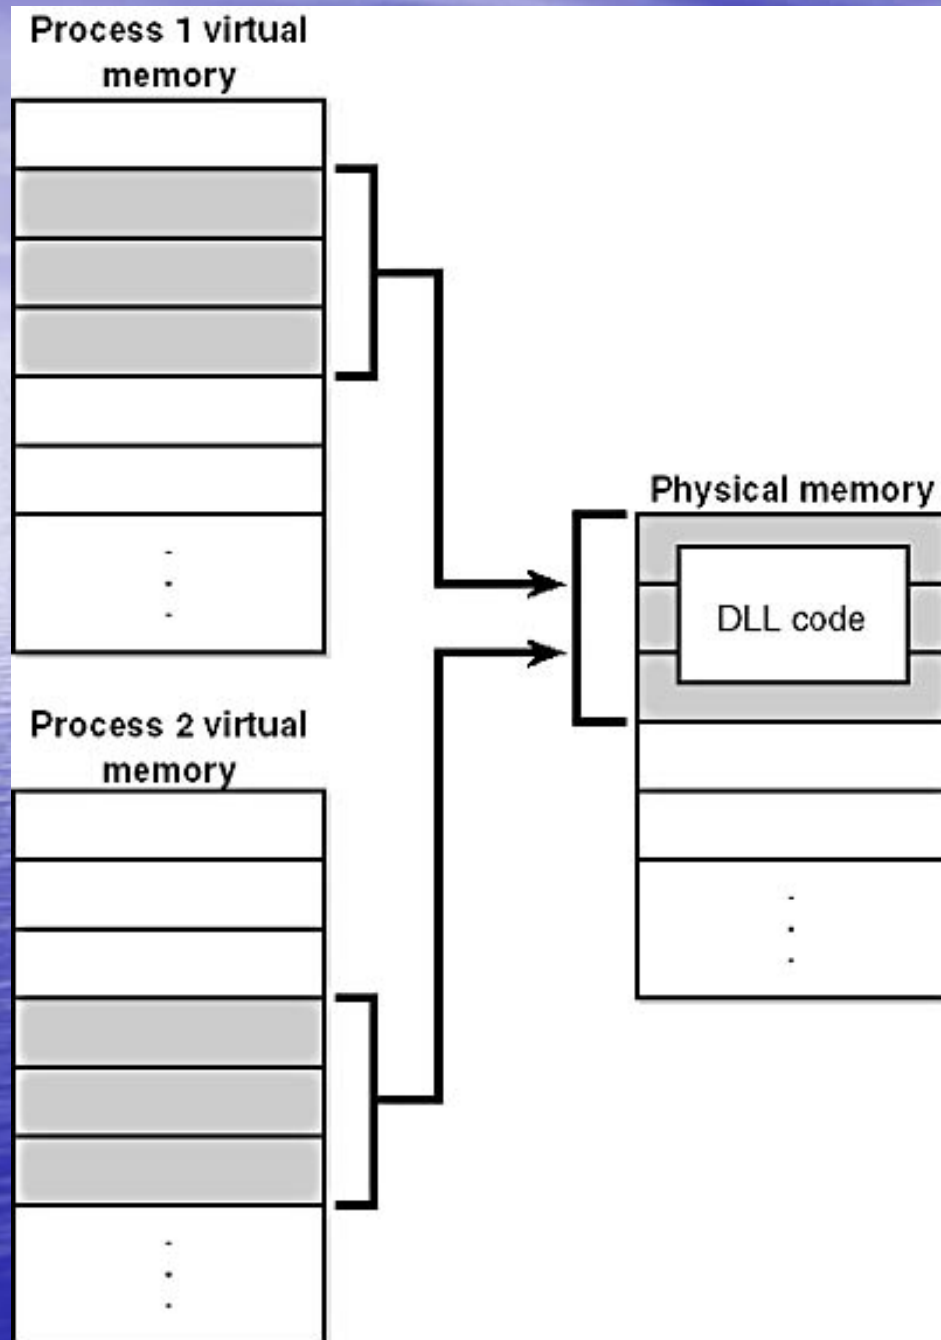 Process 1 virtual
memory
Physical memory
DLL code
Process 2 virtual
memory